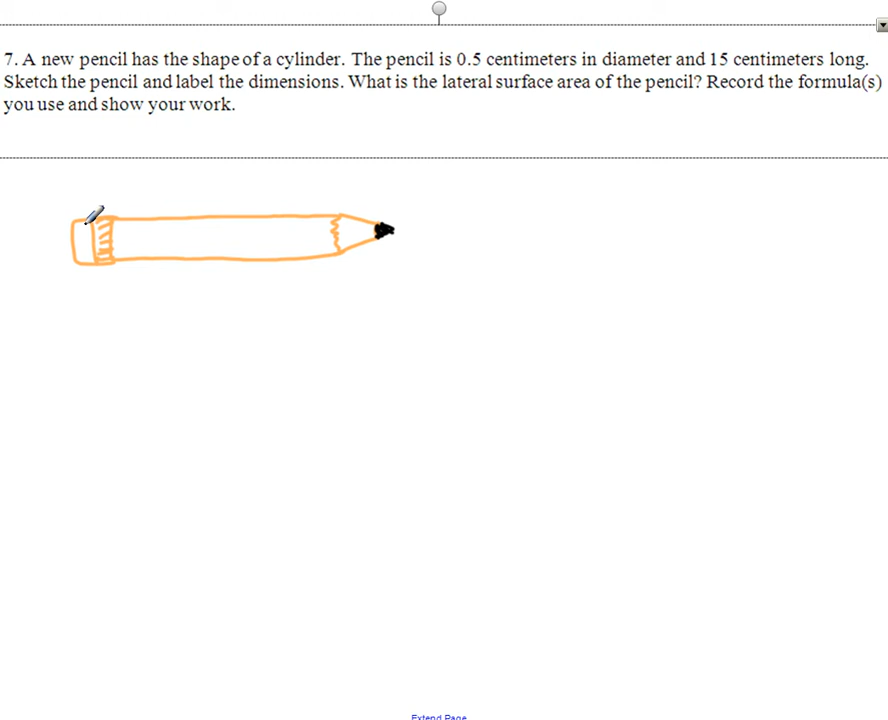 7. A new pencil has the shape of a cylinder. The pencil is 0.5 centimeters in diameter and 15 centimeters long.
Sketch the pencil and label the dimensions. What is the lateral surface area of the pencil? Record the formula(s)
you use and show your work.
Extend Page